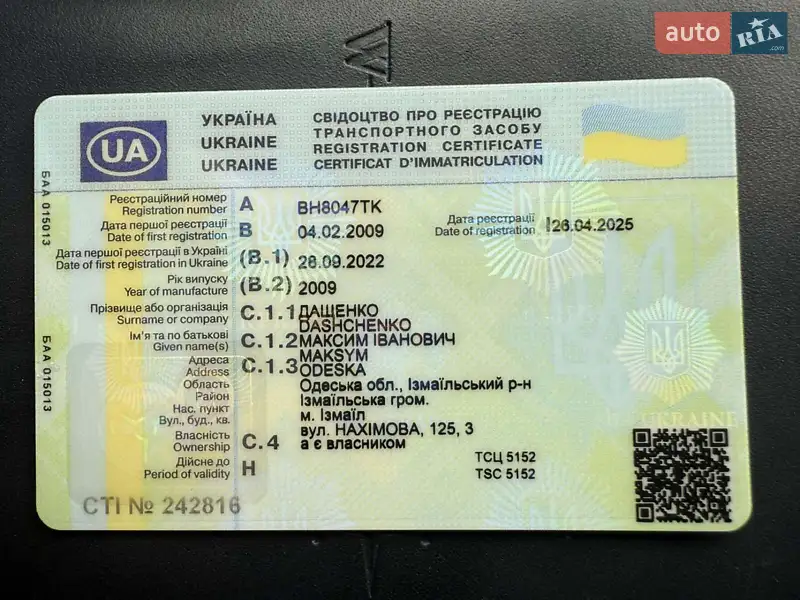 auto RIA .com
УКРАЇНА
UKRAINE
UKRAINE
СВІДОЦТВО ПРО РЕЄСТРАЦІЮ
ТРАНСПОРТНОГО ЗАСОБУ
REGISTRATION CERTIFICATE
CERTIFICAT D'IMMATRICULATION
UA
БАА 015013
Реєстраційний номер
Registration number
A
BH8047TK
Дата першої реєстрації
Date of first registration
B
04.02.2009
Дата реєстрації
Date of registration
I
26.04.2025
Дата першої реєстрації в Україні
Date of first registration in Ukraine
(B.1)
28.09.2022
Рік випуску
Year of manufacture
(B.2)
2009
Прізвище або організація
Surname or company
C.1.1
ДАЩЕНКО
DASHCHENKO
Ім'я та по батькові
Given name(s)
C.1.2
МАКСИМ ІВАНОВИЧ
MAKSYM
Адреса
Address
C.1.3
ODESKA
Область
Одеська обл., Ізмаїльський р-н
Район
Ізмаїльська гром.
Нас. пункт
м. Ізмаїл
Вул., буд., кв.
вул. НАХІМОВА, 125, 3
Власність
Ownership
C.4
а є власником
Дійсне до
Period of validity
H
ТСЦ 5152
TSC 5152
БАА 015013
UKRAINE
СТІ № 242816